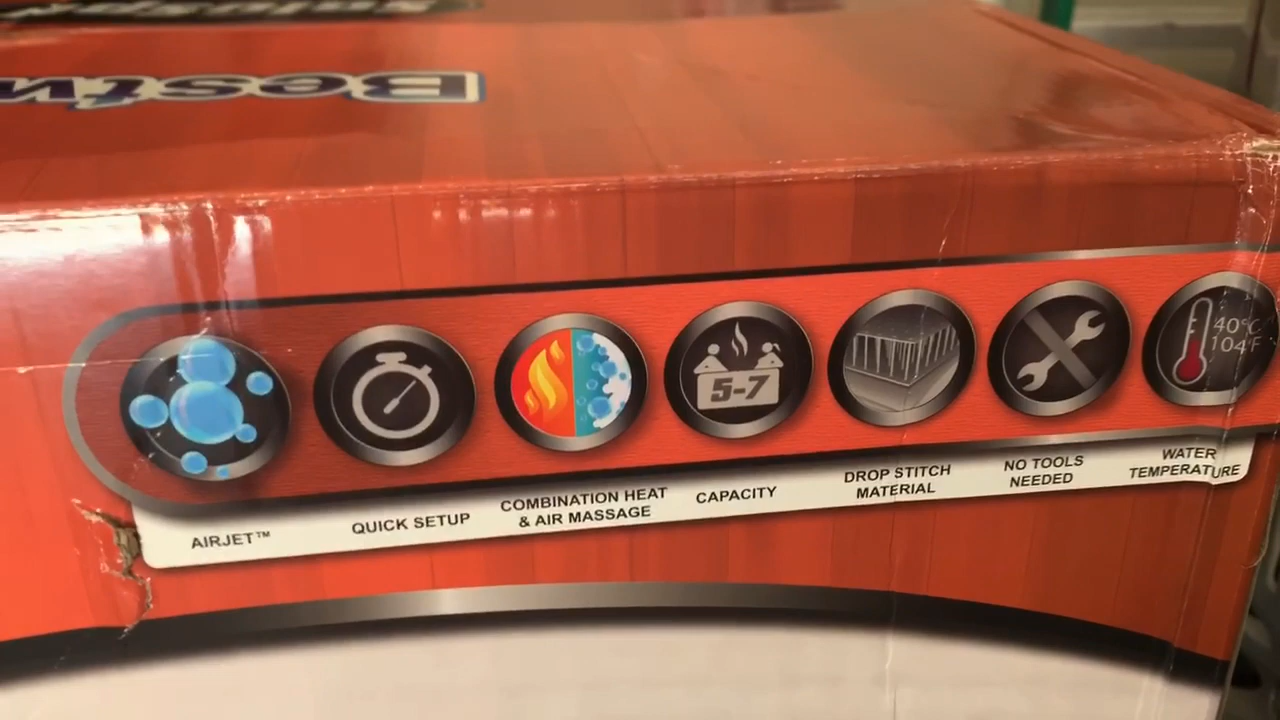 Bestw
5-7
40°C
104°F
AIRJET™
QUICK SETUP
COMBINATION HEAT
& AIR MASSAGE
CAPACITY
DROP STITCH
MATERIAL
NO TOOLS
NEEDED
WATER
TEMPERATURE